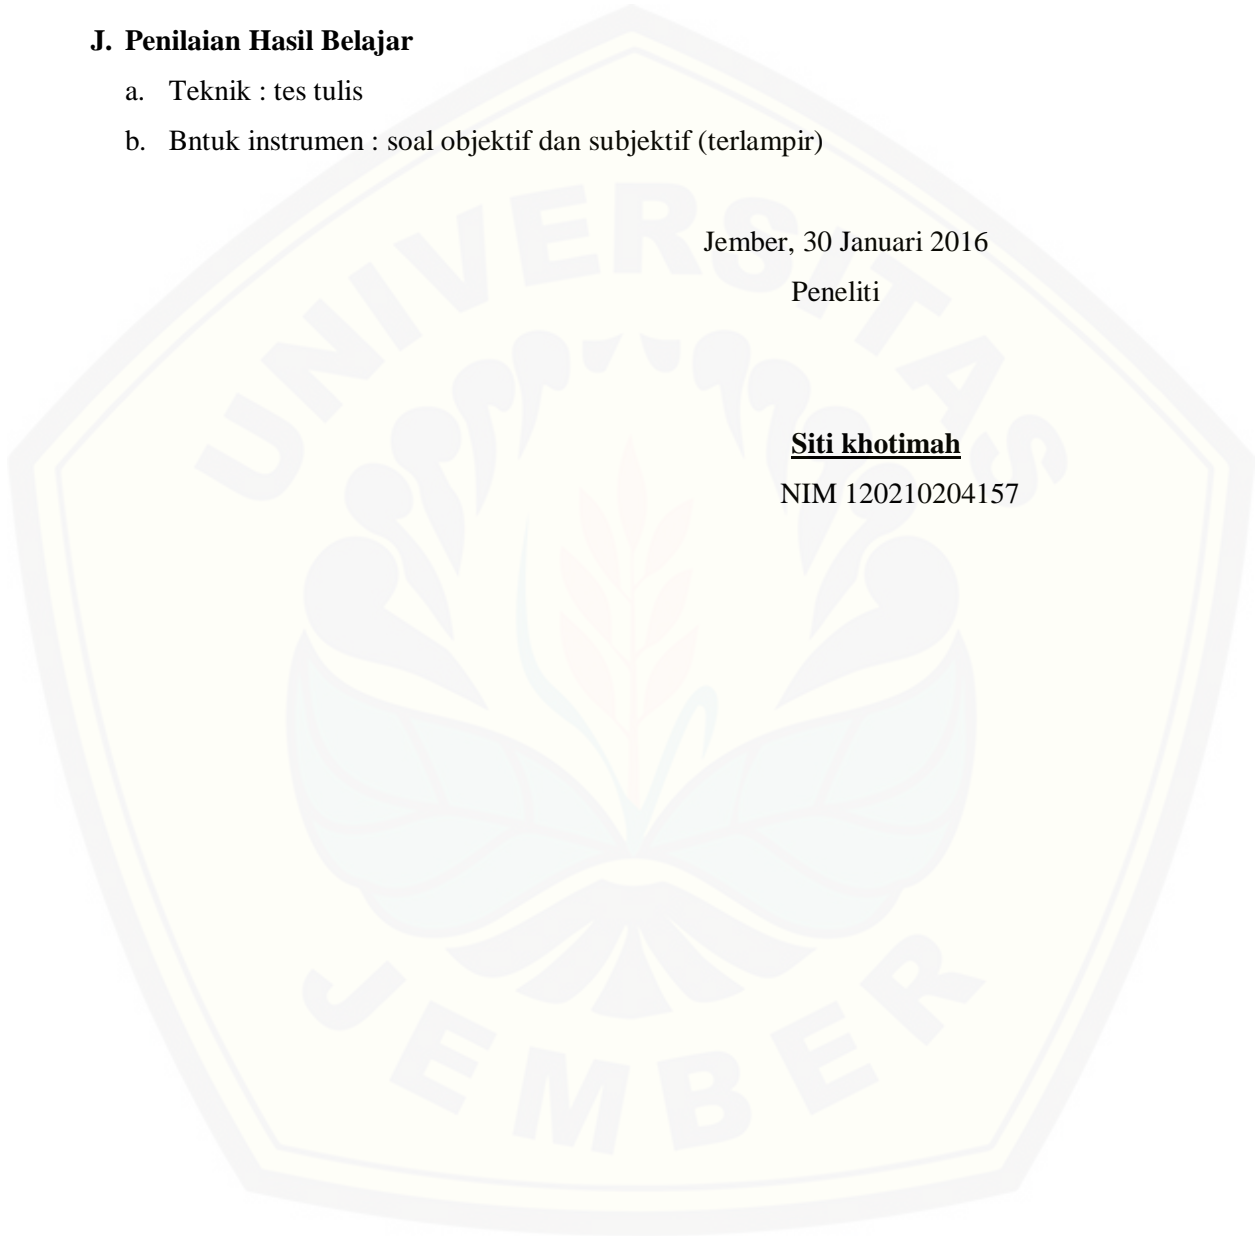 J. Penilaian Hasil Belajar
a. Teknik : tes tulis
b. Bntuk instrumen : soal objektif dan subjektif (terlampir)
Jember, 30 Januari 2016
Peneliti
Siti khotimah
NIM 120210204157
UNIVERSITAS
JEMBER